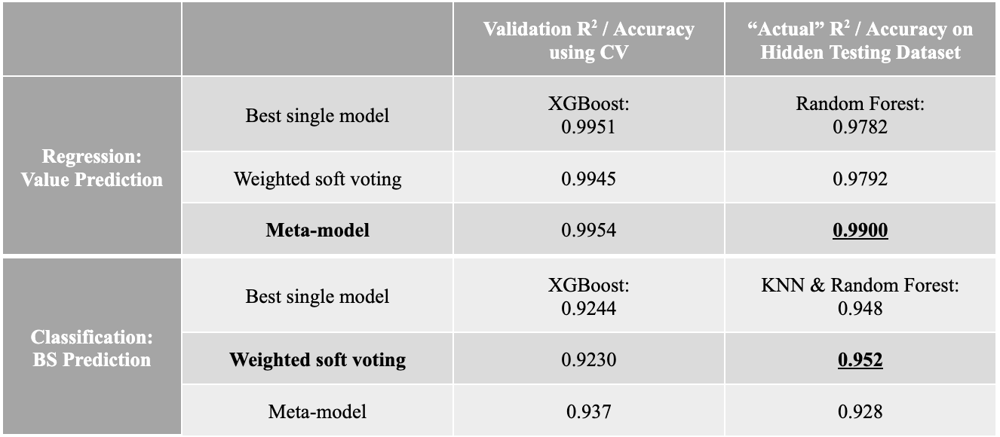 Validation R² / Accuracy
using CV
“Actual” R² / Accuracy on
Hidden Testing Dataset
Regression:
Value Prediction
Best single model
XGBoost:
0.9951
Random Forest:
0.9782
Weighted soft voting
0.9945
0.9792
Meta-model
0.9954
0.9900
Classification:
BS Prediction
Best single model
XGBoost:
0.9244
KNN & Random Forest:
0.948
Weighted soft voting
0.9230
0.952
Meta-model
0.937
0.928